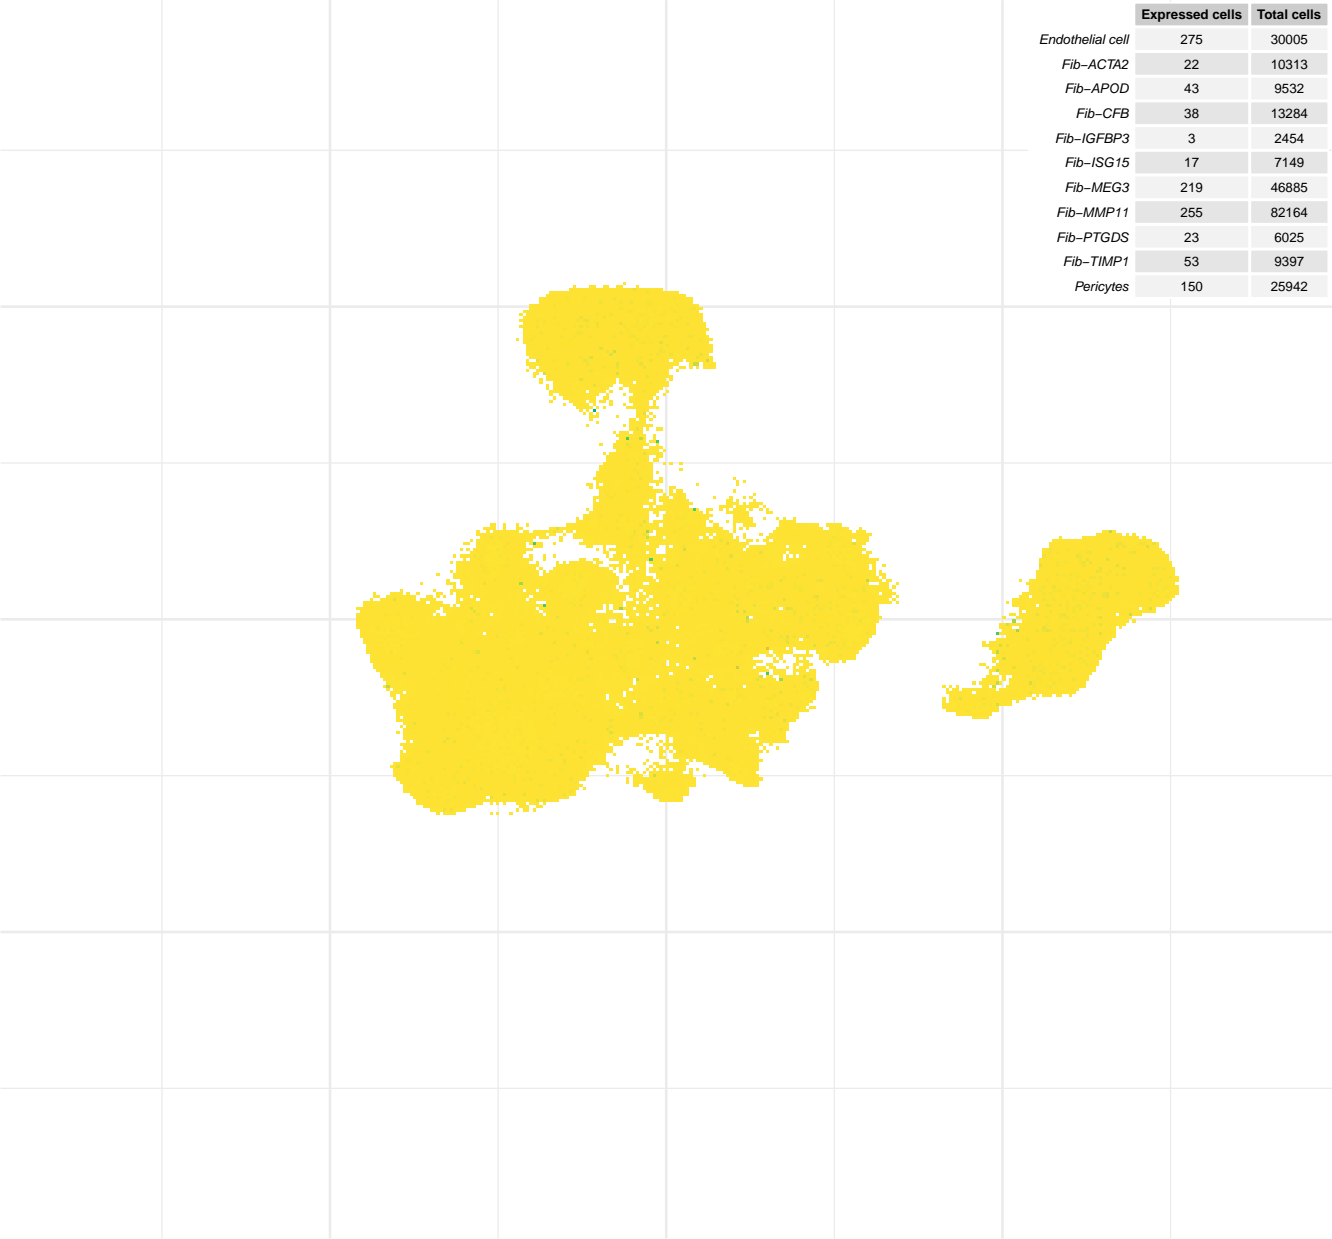 Expressed cells Total cells
Endothelial cell 275 30005
Fib−ACTA2 22 10313
Fib−APOD 43 9532
Fib−CFB 38 13284
Fib−IGFBP3 3 2454
Fib−ISG15 17 7149
Fib−MEG3 219 46885
Fib−MMP11 255 82164
Fib−PTGDS 23 6025
Fib−TIMP1 53 9397
Pericytes 150 25942